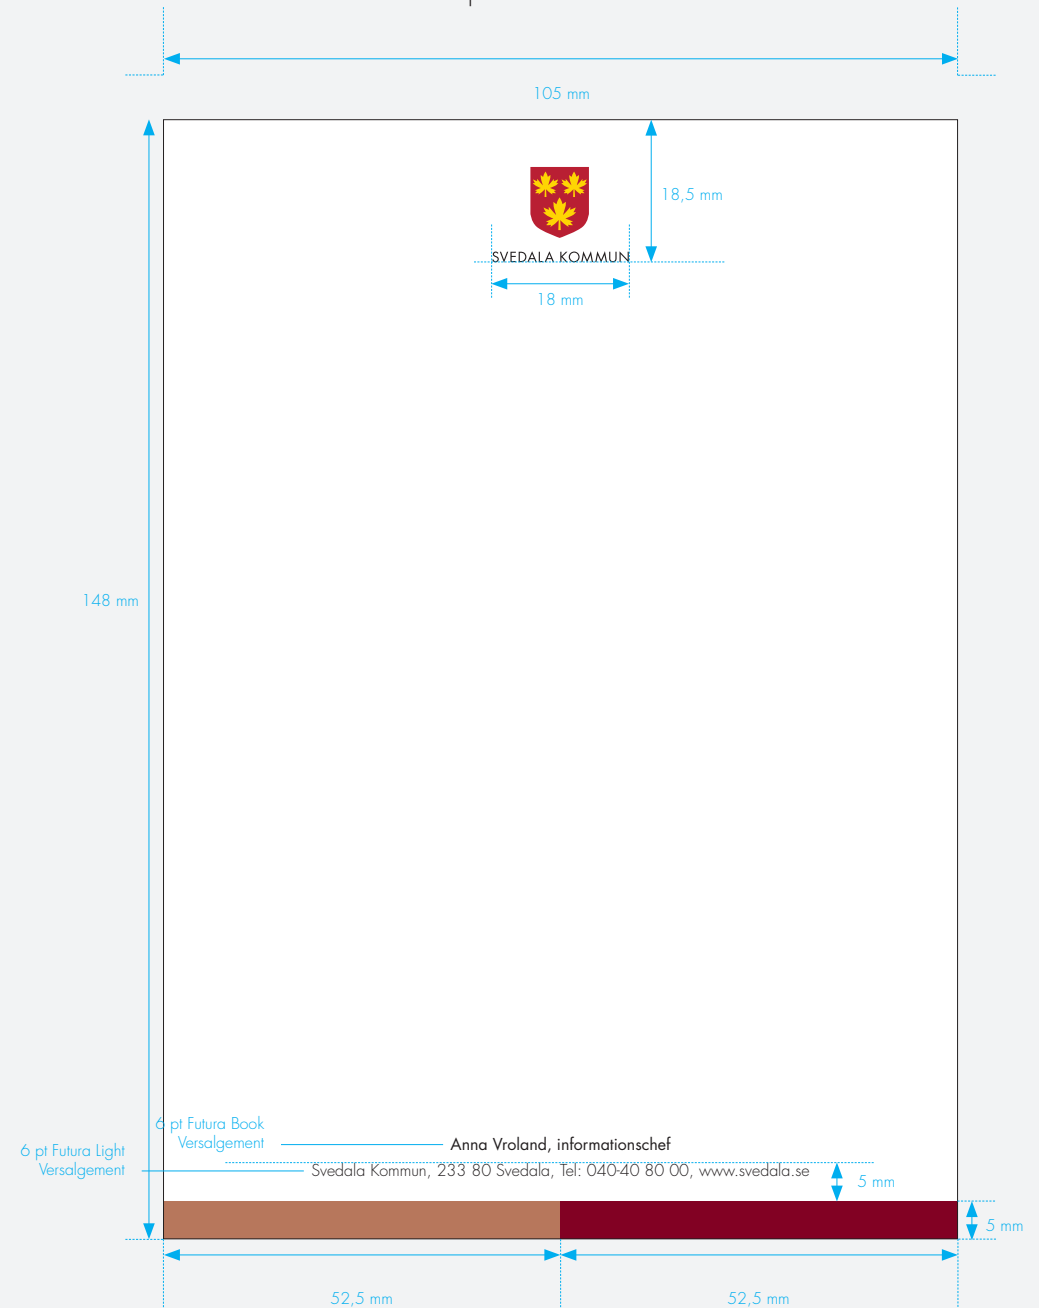 105 mm
18,5 mm
SVEDALA KOMMUN
18 mm
148 mm
6 pt Futura Book
Versalgement
Anna Vroland, informationschef
6 pt Futura Light
Versalgement
Svedala Kommun, 233 80 Svedala, Tel: 040-40 80 00, www.svedala.se
5 mm
5 mm
52,5 mm
52,5 mm